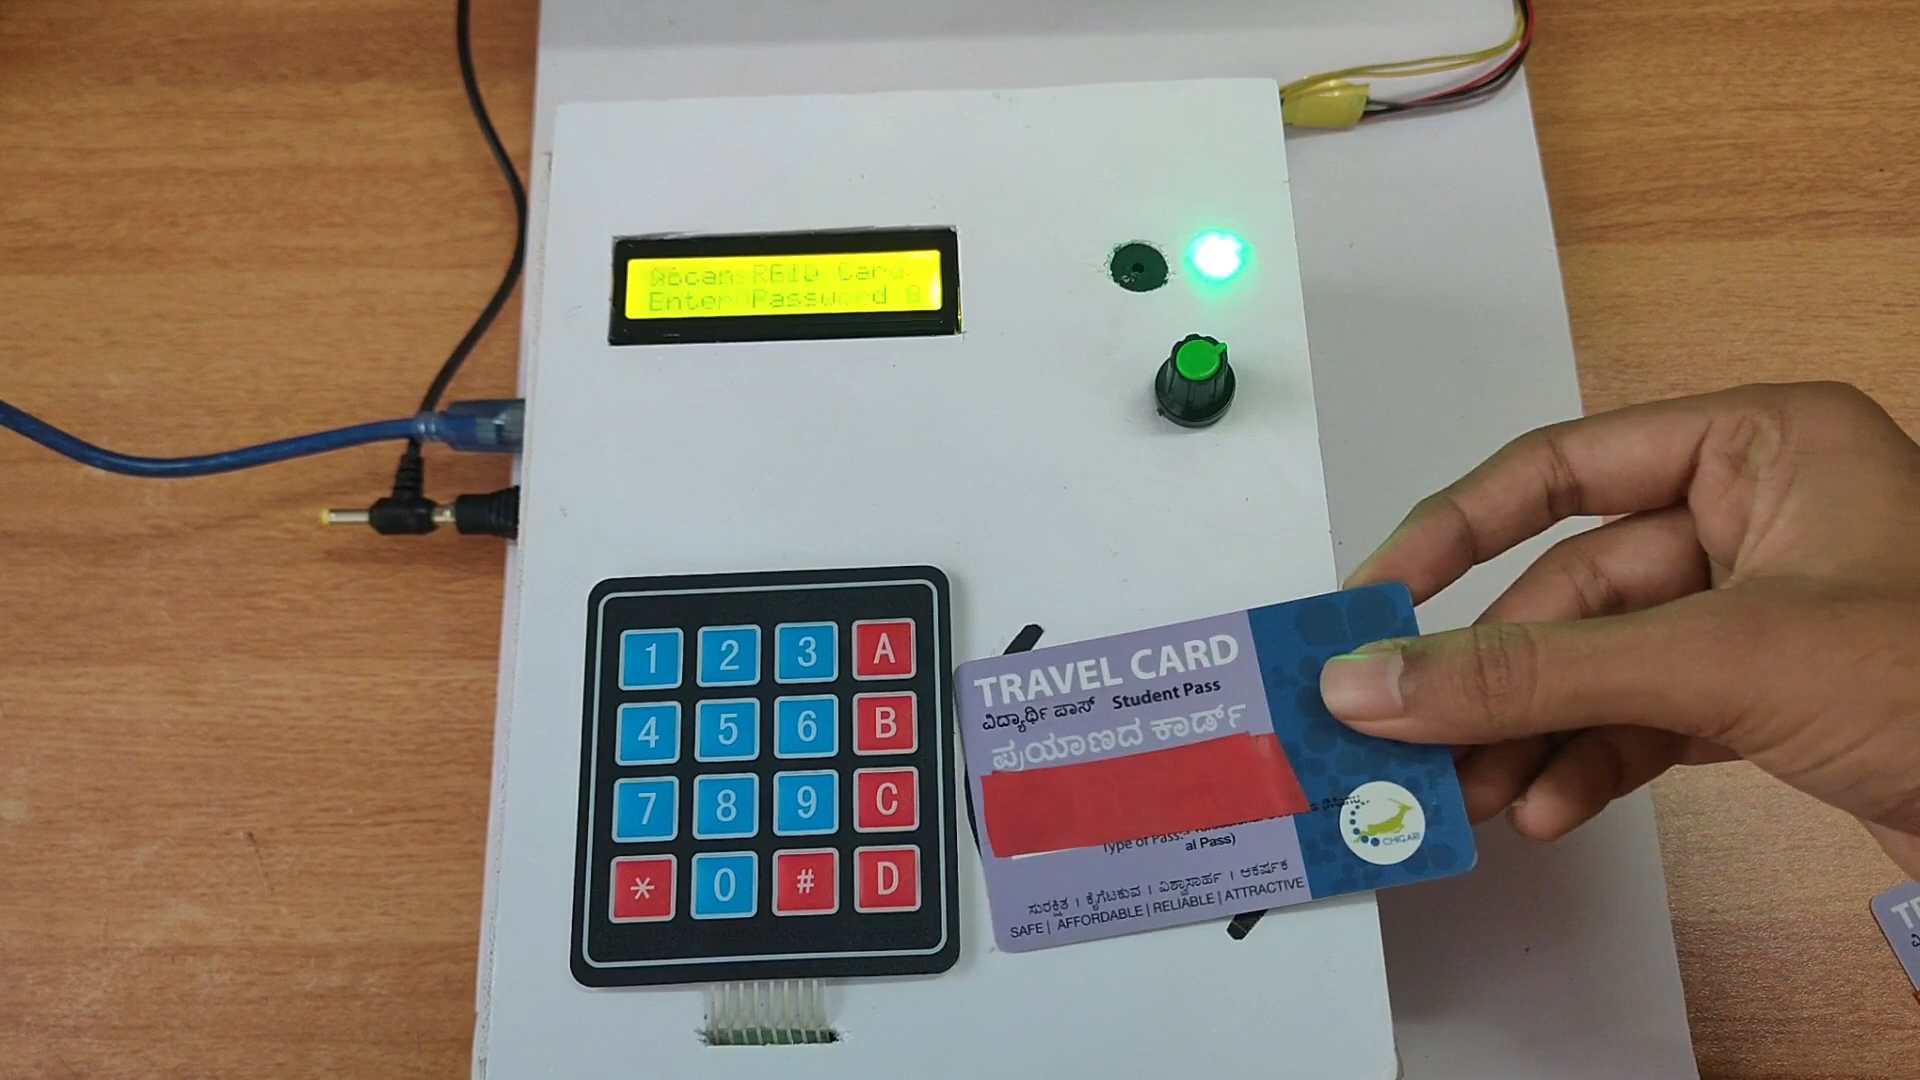 Scan RFID Card
Enter Password
1 2 3 A
4 5 6 B
7 8 9 C
* 0 # D
TRAVEL CARD
ವಿದ್ಯಾರ್ಥಿ ಪಾಸ್ Student Pass
ಪ್ರಯಾಣದ ಕಾರ್ಡ್
Type of Pass:
al Pass)
CHIGARI
ಸುರಕ್ಷಿತ | ಕೈಗೆಟಕುವ | ವಿಶ್ವಾಸಾರ್ಹ | ಆಕರ್ಷಕ
SAFE | AFFORDABLE | RELIABLE | ATTRACTIVE